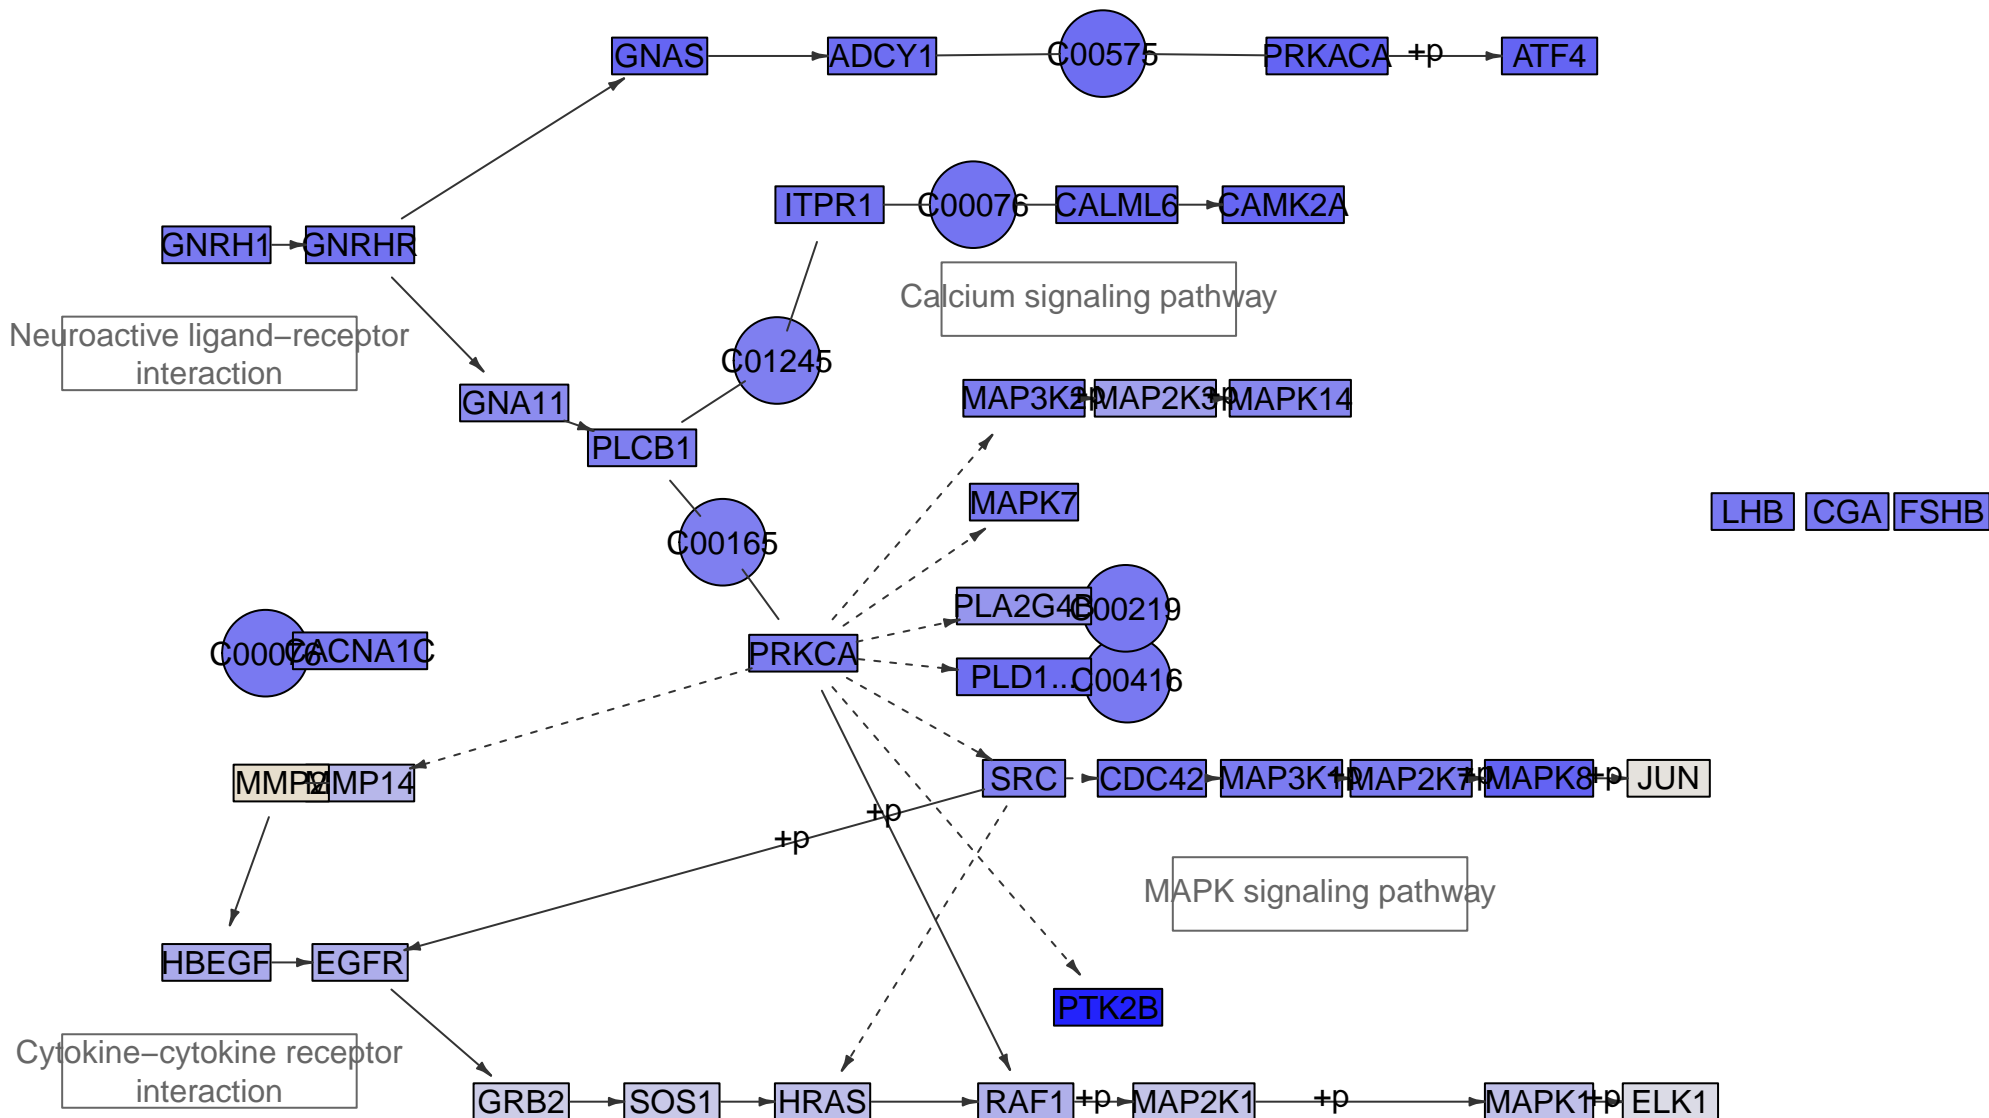 GNAS
ADCY1
C00575
PRKACA
+p
ATF4
ITPR1
C00076
CALML6
CAMK2A
GNRH1
GNRHR
Calcium signaling pathway
Neuroactive ligand–receptor
interaction
C01245
GNA11
PLCB1
MAP3K2
+p
MAP2K3
+p
MAPK14
MAPK7
LHB
CGA
FSHB
C00165
PLA2G4B
C00219
C00076
CACNA1C
PRKCA
PLD1...
C00416
MMP2
MMP14
SRC
CDC42
MAP3K1
+p
MAP2K7
+p
MAPK8
+p
JUN
+p
+p
MAPK signaling pathway
HBEGF
EGFR
PTK2B
Cytokine–cytokine receptor
interaction
GRB2
SOS1
HRAS
RAF1
+p
MAP2K1
+p
MAPK1
+p
ELK1